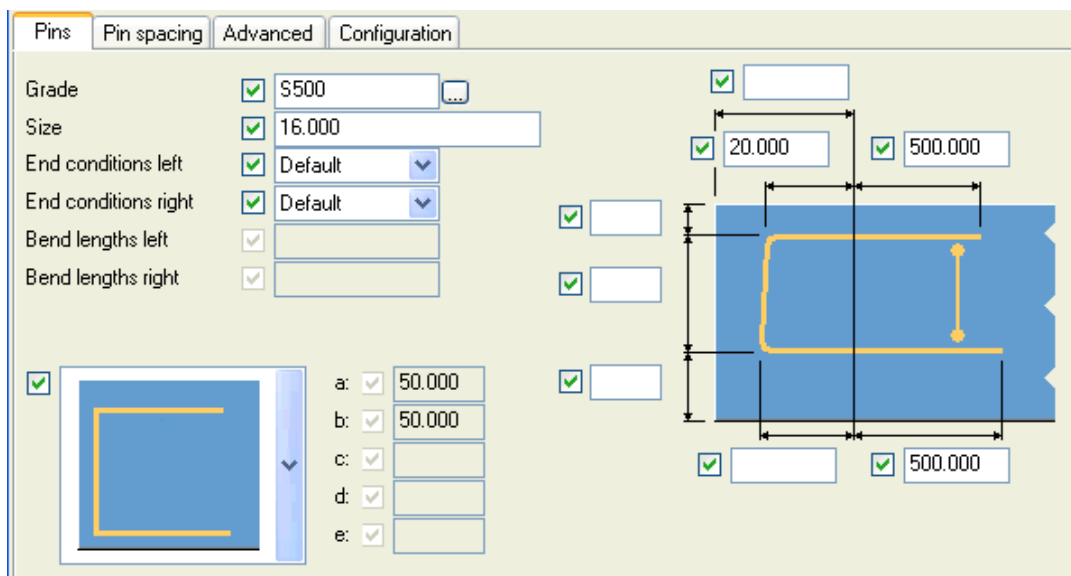 Pins Pin spacing Advanced Configuration
Grade S500 ...
Size 16.000
End conditions left Default
End conditions right Default
Bend lengths left
Bend lengths right
20.000 500.000
a: 50.000
b: 50.000
c:
d:
e:
500.000